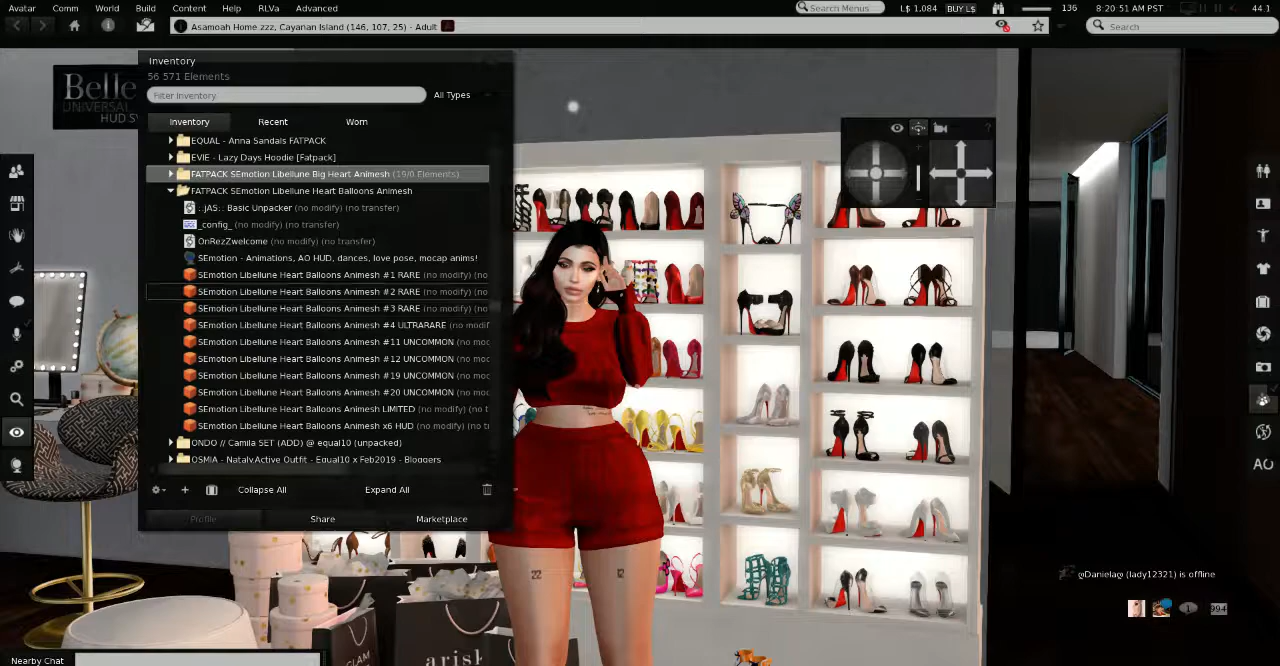 Avatar Comm World Build Content Help RLVa Advanced Search Menus L$ 1,084 BUY L$ 136 8:20:51 AM PST 44.1
Asamoah Home zzz, Cayanan Island (146, 107, 25) - Adult Search
Belle
UNIVERSAL
Inventory
56 571 Elements
Filter Inventory All Types
Inventory Recent Worn
EQUAL - Anna Sandals FATPACK
EVIE - Lazy Days Hoodie [Fatpack]
FATPACK SEmotion Libellune Big Heart Animesh (19/0 Elements)
FATPACK SEmotion Libellune Heart Balloons Animesh
::jAS:: Basic Unpacker (no modify) (no transfer)
_config_ (no modify) (no transfer)
OnRezZwelcome (no modify) (no transfer)
SEmotion - Animations, AO HUD, dances, love pose, mocap anims!
SEmotion Libellune Heart Balloons Animesh #1 RARE (no modify) (no
SEmotion Libellune Heart Balloons Animesh #2 RARE (no modify) (no
SEmotion Libellune Heart Balloons Animesh #3 RARE (no modify) (no
SEmotion Libellune Heart Balloons Animesh #4 ULTRARARE (no modif
SEmotion Libellune Heart Balloons Animesh #11 UNCOMMON (no moc
SEmotion Libellune Heart Balloons Animesh #12 UNCOMMON (no moc
SEmotion Libellune Heart Balloons Animesh #19 UNCOMMON (no moc
SEmotion Libellune Heart Balloons Animesh #20 UNCOMMON (no moc
SEmotion Libellune Heart Balloons Animesh LIMITED (no modify) (no t
SEmotion Libellune Heart Balloons Animesh x6 HUD (no modify) (no tr
ONDO // Camila SET (ADD) @ equal10 (unpacked)
OSMIA - Nataly.Active Outfit - Equal10 x Feb2019 - Bloggers
Collapse All Expand All
Profile Share Marketplace
AO
22 12
ღDanielaღ (lady12321) is offline
1 994
GLAM
arisk
Nearby Chat